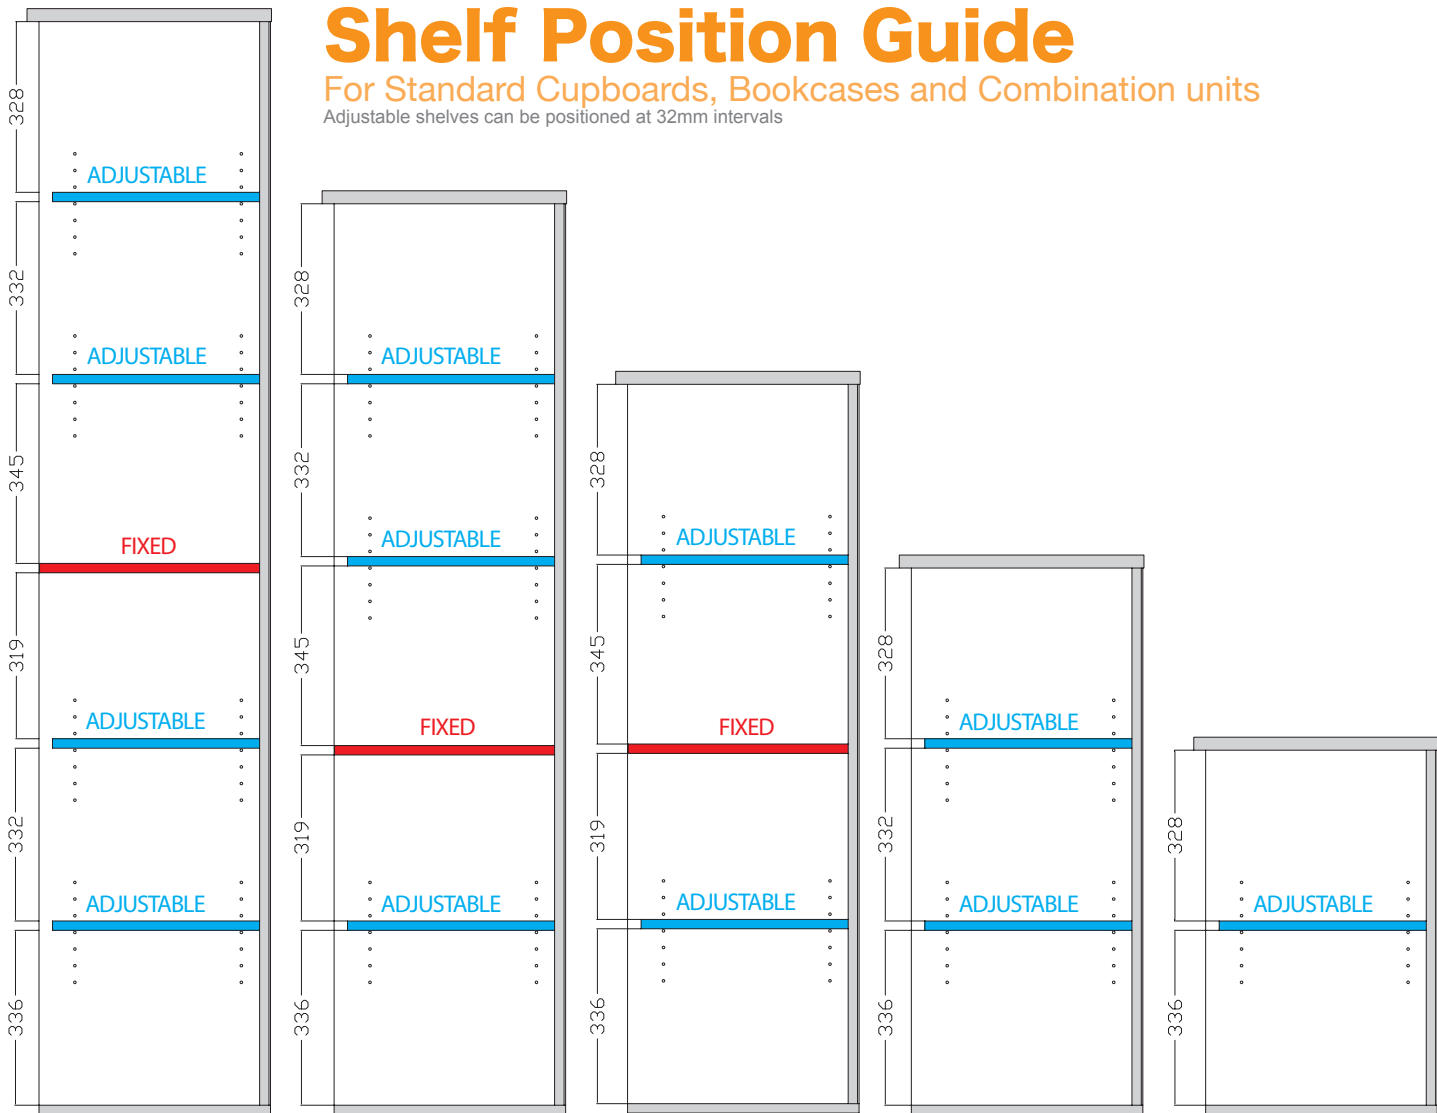 Shelf Position Guide
For Standard Cupboards, Bookcases and Combination units
Adjustable shelves can be positioned at 32mm intervals
328
ADJUSTABLE
332
ADJUSTABLE
345
FIXED
319
ADJUSTABLE
332
ADJUSTABLE
336
328
ADJUSTABLE
332
ADJUSTABLE
345
FIXED
319
ADJUSTABLE
336
328
ADJUSTABLE
345
FIXED
319
ADJUSTABLE
336
328
ADJUSTABLE
332
ADJUSTABLE
336
328
ADJUSTABLE
336